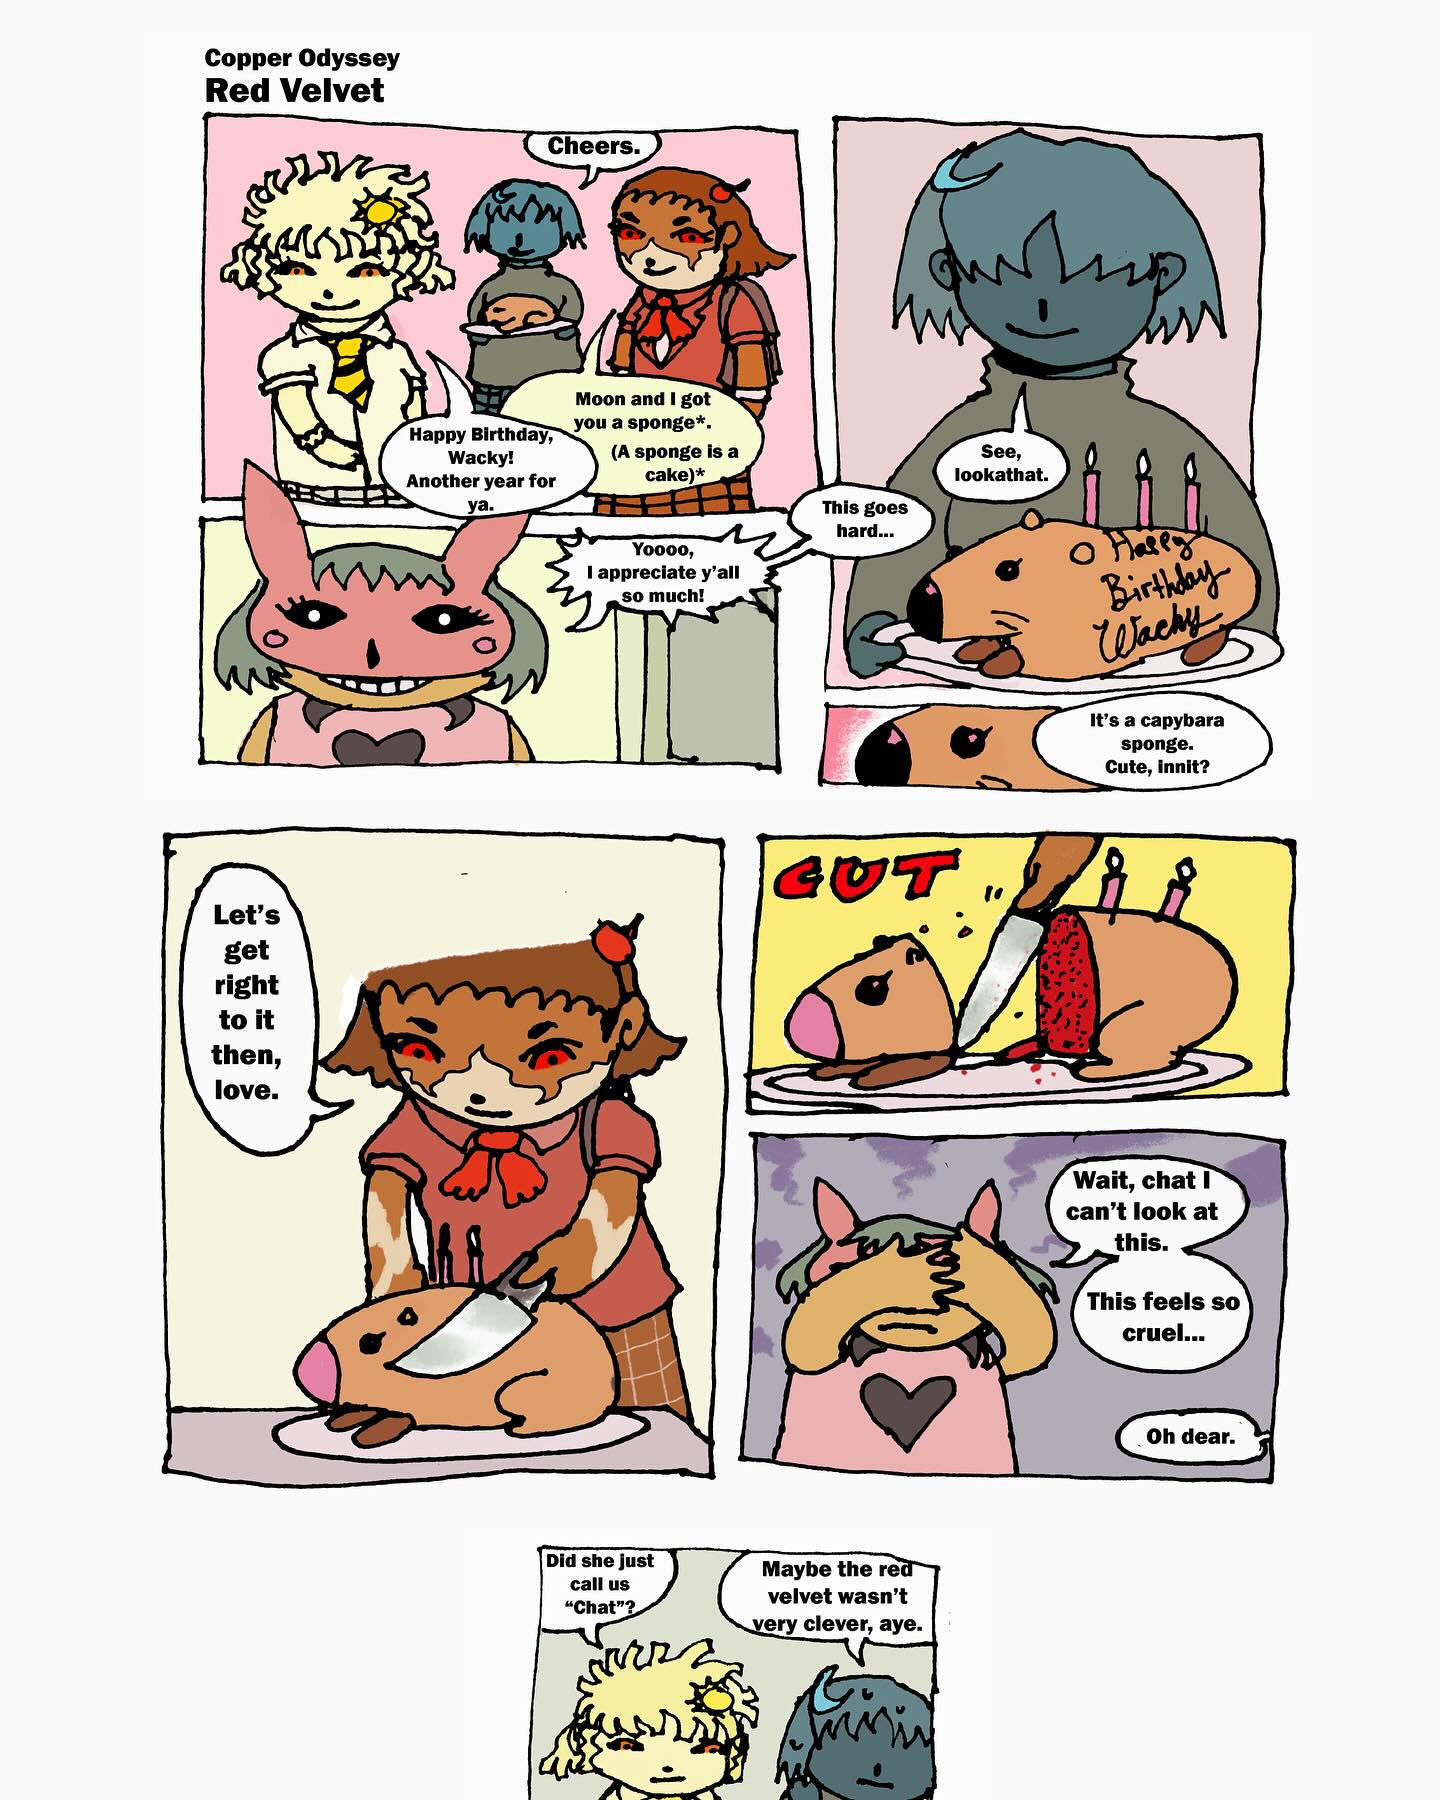 Copper Odyssey
Red Velvet
Cheers.
Moon and I got
you a sponge*.
(A sponge is a
cake)*
Happy Birthday,
Wacky!
Another year for
ya.
Yoooo,
I appreciate y'all
so much!
This goes
hard...
See,
lookathat.
Happy
Birthday
Wacky
It's a capybara
sponge.
Cute, innit?
Let's
get
right
to it
then,
love.
CUT
Wait, chat I
can't look at
this.
This feels so
cruel...
Oh dear.
Did she just
call us
“Chat”?
Maybe the red
velvet wasn't
very clever, aye.